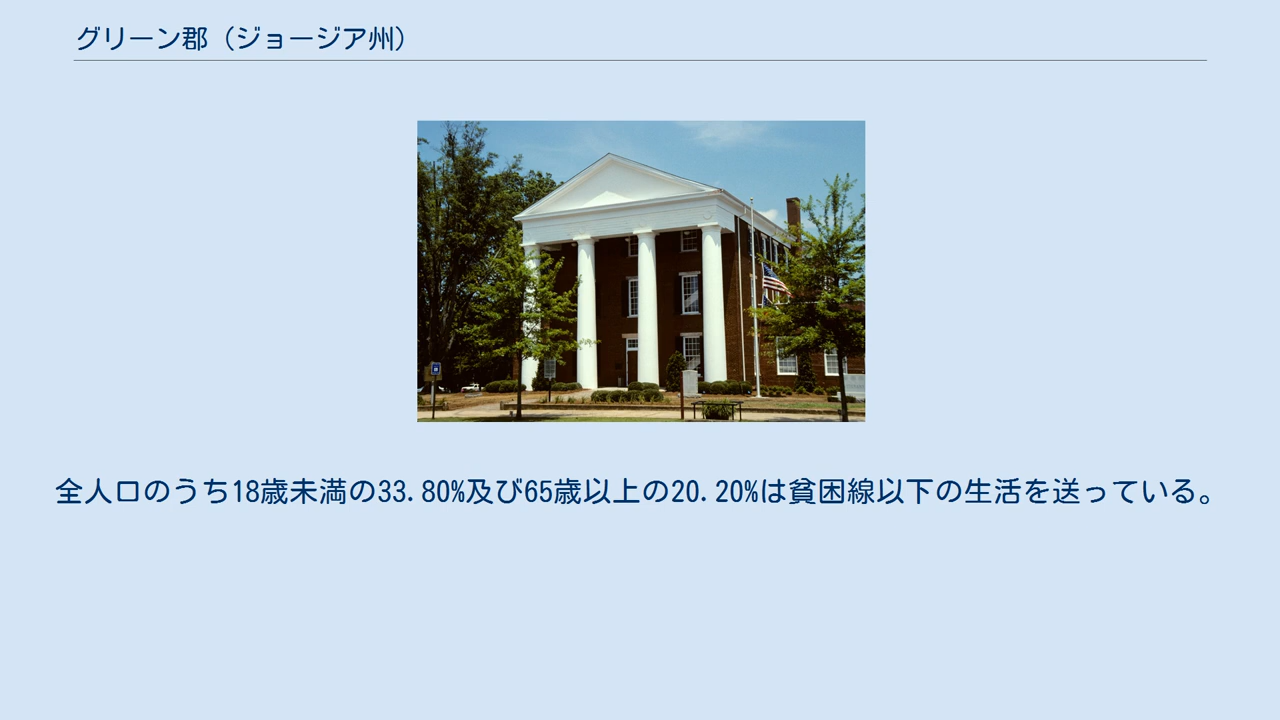 グリーン郡（ジョージア州）
全人口のうち18歳未満の33.80%及び65歳以上の20.20%は貧困線以下の生活を送っている。